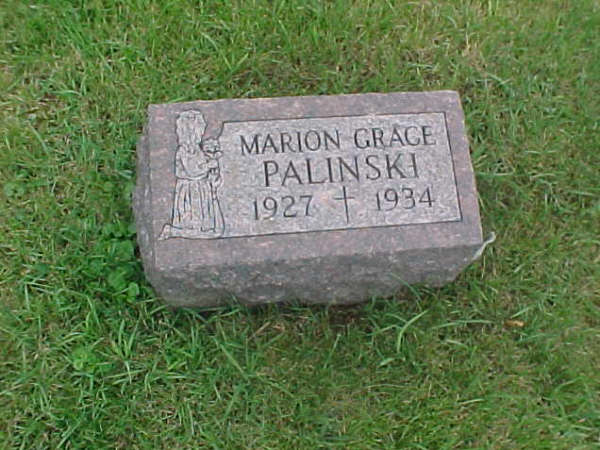 MARION GRACE
PALINSKI
1927 † 1934